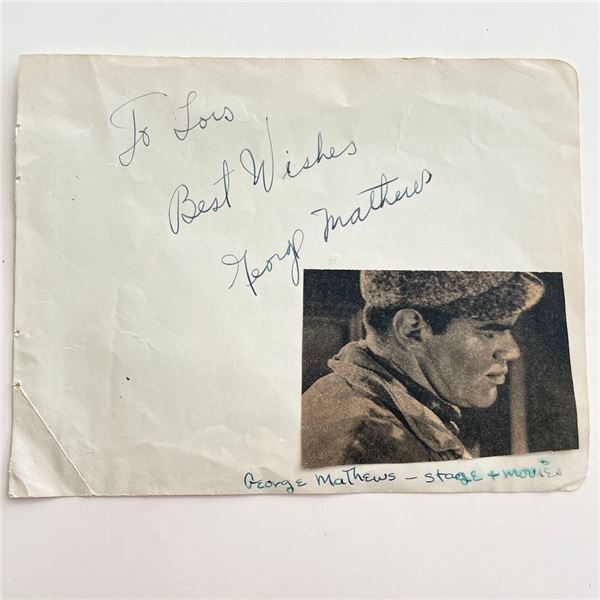 To Lois
Best Wishes
George Mathews
George Mathews - stage + movies